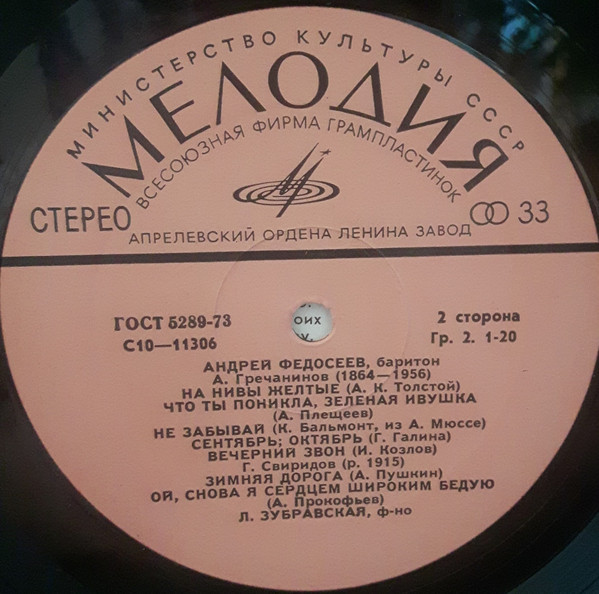 МИНИСТЕРСТВО КУЛЬТУРЫ СССР
МЕЛОДИЯ
ВСЕСОЮЗНАЯ ФИРМА ГРАМПЛАСТИНОК
СТЕРЕО
33
АПРЕЛЕВСКИЙ ОРДЕНА ЛЕНИНА ЗАВОД
ГОСТ 5289-73
2 сторона
С10—11306
Гр. 2. 1-20
оих
АНДРЕЙ ФЕДОСЕЕВ, баритон
А. Гречанинов (1864—1956)
НА НИВЫ ЖЕЛТЫЕ (А. К. Толстой)
ЧТО ТЫ ПОНИКЛА, ЗЕЛЕНАЯ ИВУШКА
(А. Плещеев)
НЕ ЗАБЫВАЙ (К. Бальмонт, из А. Мюссе)
СЕНТЯБРЬ; ОКТЯБРЬ (Г. Галина)
ВЕЧЕРНИЙ ЗВОН (И. Козлов)
Г. Свиридов (р. 1915)
ЗИМНЯЯ ДОРОГА (А. Пушкин)
ОЙ, СНОВА Я СЕРДЦЕМ ШИРОКИМ БЕДУЮ
(А. Прокофьев)
Л. ЗУБРАВСКАЯ, ф-но